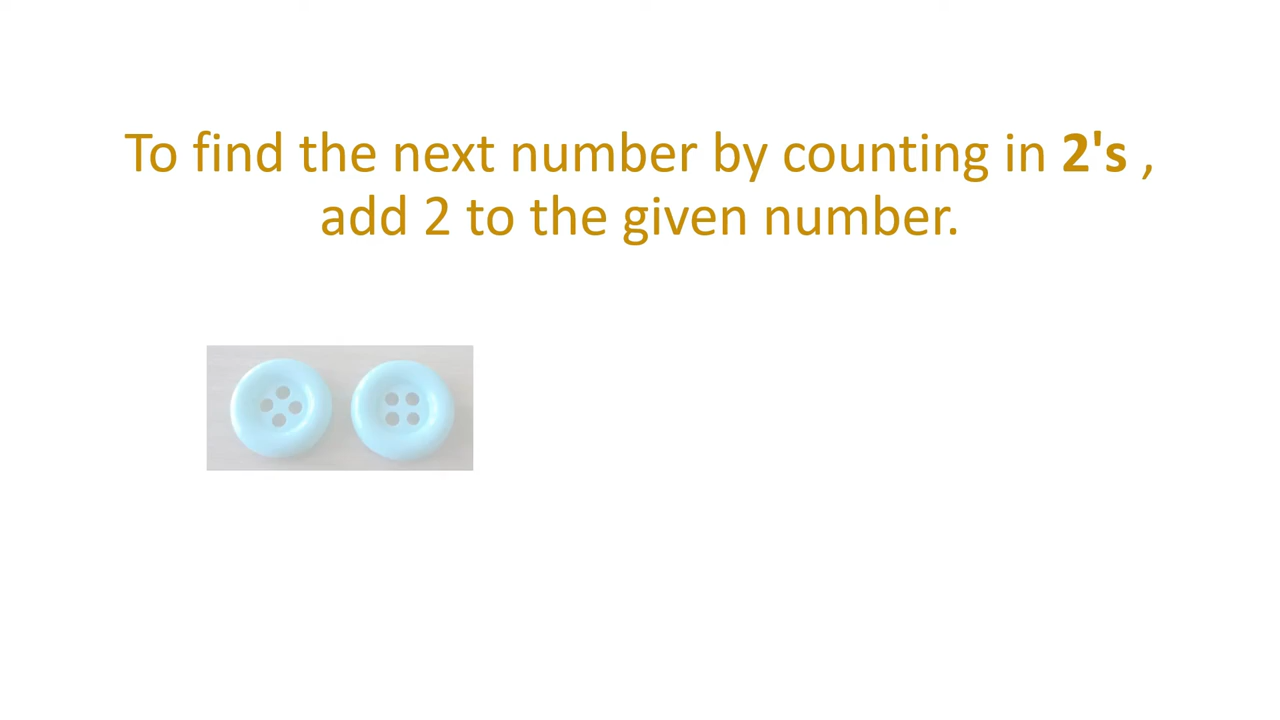 To find the next number by counting in 2's ,
add 2 to the given number.